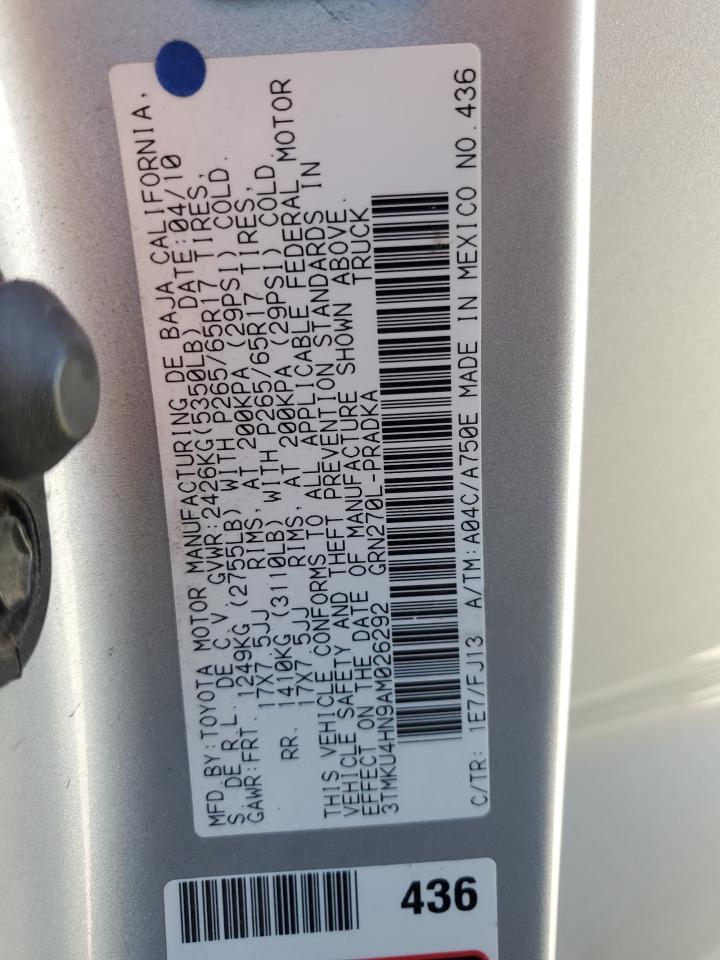 MFD. BY: TOYOTA MOTOR MANUFACTURING DE BAJA CALIFORNIA,
S. DE R.L. DE C.V. GVWR: 2426KG(5350LB) DATE: 04/10
GAWR: FRT. 1249KG (2755LB) WITH P265/65R17 TIRES,
17X7.5JJ RIMS, AT 200KPA (29PSI) COLD.
RR. 1410KG (3110LB) WITH P265/65R17 TIRES,
17X7.5JJ RIMS, AT 200KPA (29PSI) COLD.
THIS VEHICLE CONFORMS TO ALL APPLICABLE FEDERAL MOTOR
VEHICLE SAFETY AND THEFT PREVENTION STANDARDS IN
EFFECT ON THE DATE OF MANUFACTURE SHOWN ABOVE.
3TMKU4HN9AM026292 GRN270L-PRADKA TRUCK
C/TR: 1E7/FJ13 A/TM: A04C/A750E MADE IN MEXICO NO. 436
436